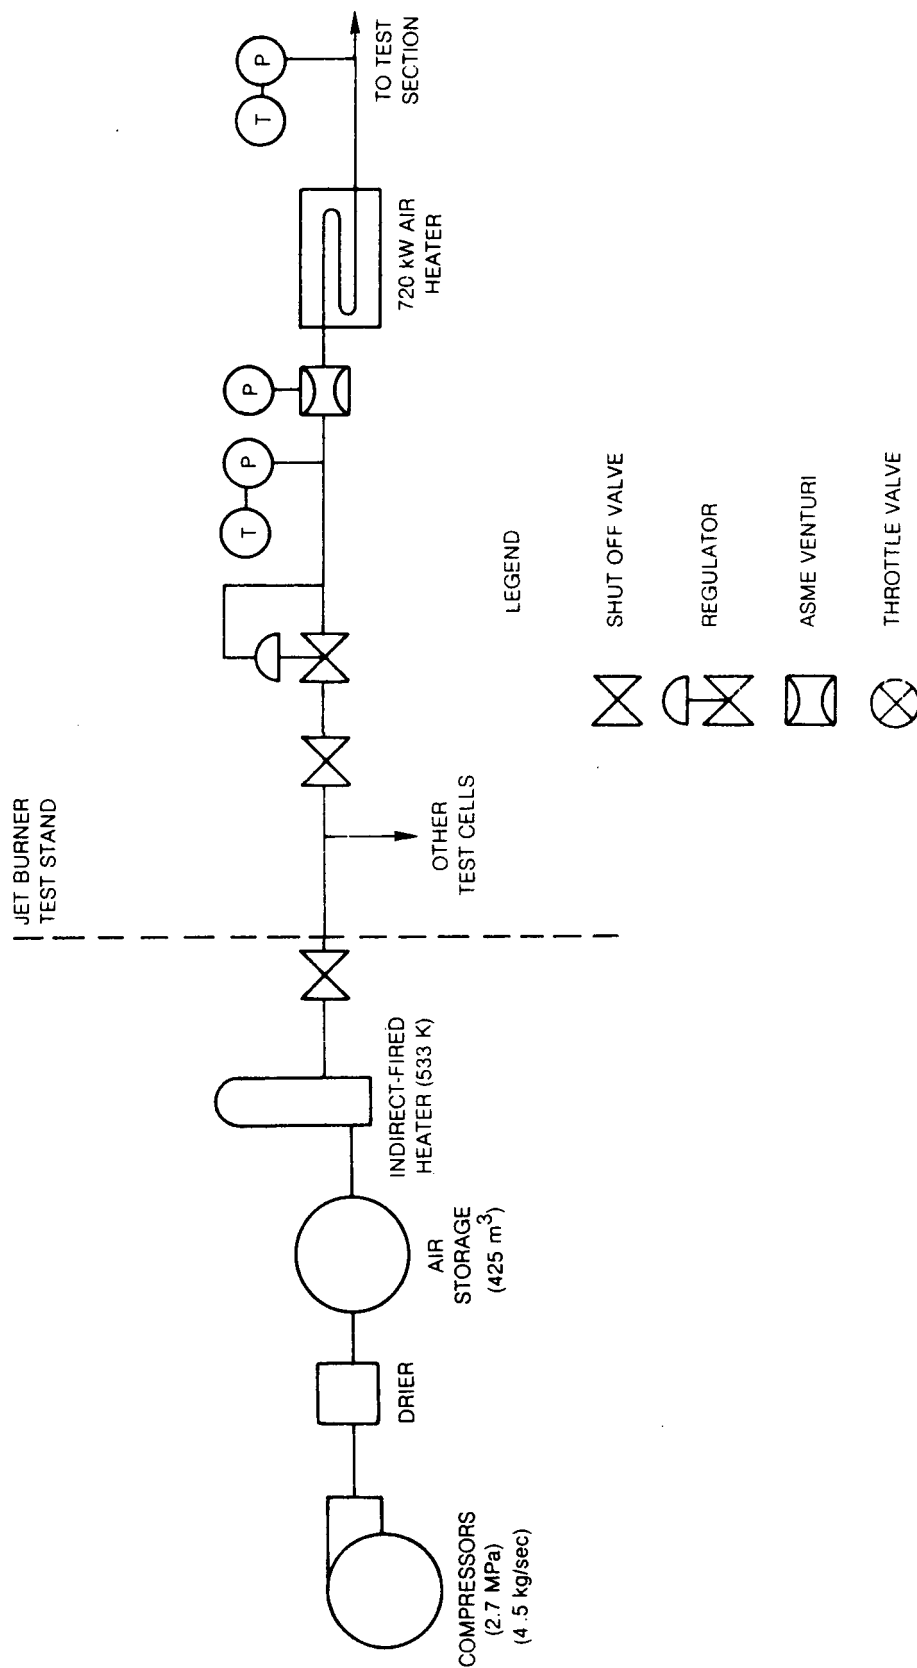 JET BURNER
TEST STAND
COMPRESSORS
(2.7 MPa)
(4.5 kg/sec)
DRIER
AIR
STORAGE
(425 m³)
INDIRECT-FIRED
HEATER (533 K)
OTHER
TEST CELLS
T
P
P
720 kW AIR
HEATER
T
P
TO TEST
SECTION
LEGEND
SHUT OFF VALVE
REGULATOR
ASME VENTURI
THROTTLE VALVE